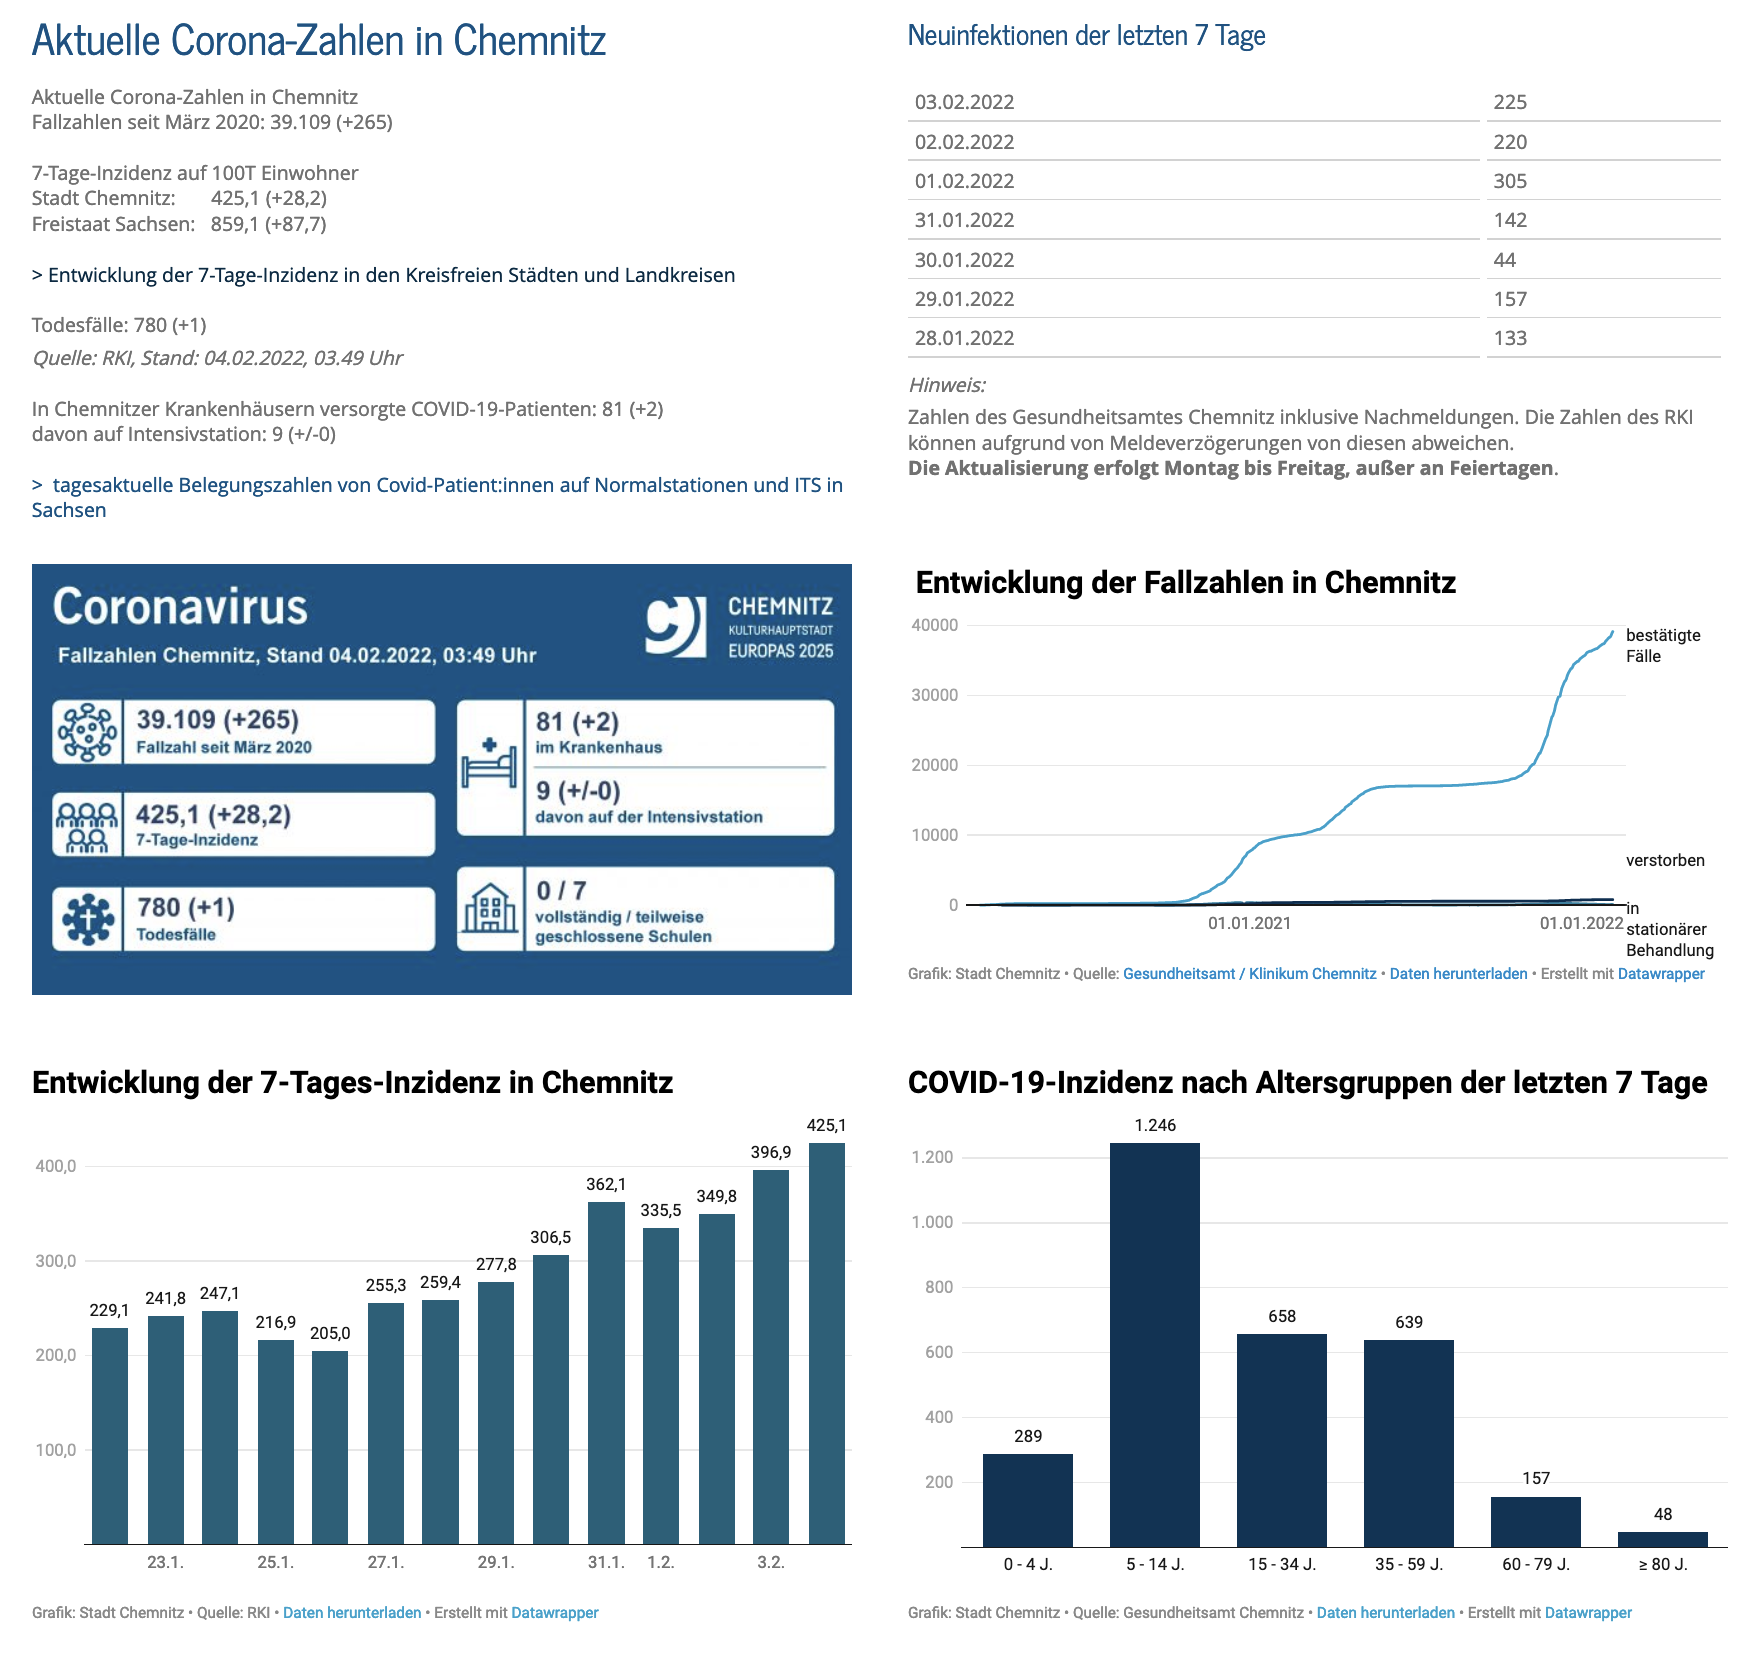 Aktuelle Corona-Zahlen in Chemnitz
Aktuelle Corona-Zahlen in Chemnitz
Fallzahlen seit März 2020: 39.109 (+265)
7-Tage-Inzidenz auf 100T Einwohner
Stadt Chemnitz: 425,1 (+28,2)
Freistaat Sachsen: 859,1 (+87,7)
> Entwicklung der 7-Tage-Inzidenz in den Kreisfreien Städten und Landkreisen
Todesfälle: 780 (+1)
Quelle: RKI, Stand: 04.02.2022, 03.49 Uhr
In Chemnitzer Krankenhäusern versorgte COVID-19-Patienten: 81 (+2)
davon auf Intensivstation: 9 (+/-0)
> tagesaktuelle Belegungszahlen von Covid-Patient:innen auf Normalstationen und ITS in
Sachsen
Neuinfektionen der letzten 7 Tage
03.02.2022 225
02.02.2022 220
01.02.2022 305
31.01.2022 142
30.01.2022 44
29.01.2022 157
28.01.2022 133
Hinweis:
Zahlen des Gesundheitsamtes Chemnitz inklusive Nachmeldungen. Die Zahlen des RKI
können aufgrund von Meldeverzögerungen von diesen abweichen.
Die Aktualisierung erfolgt Montag bis Freitag, außer an Feiertagen.
Coronavirus
Fallzahlen Chemnitz, Stand 04.02.2022, 03:49 Uhr
CHEMNITZ
KULTURHAUPTSTADT
EUROPAS 2025
39.109 (+265)
Fallzahl seit März 2020
425,1 (+28,2)
7-Tage-Inzidenz
780 (+1)
Todesfälle
81 (+2)
im Krankenhaus
9 (+/-0)
davon auf der Intensivstation
0 / 7
vollständig / teilweise
geschlossene Schulen
Entwicklung der Fallzahlen in Chemnitz
40000
30000
20000
10000
0
bestätigte
Fälle
verstorben
in
stationärer
Behandlung
01.01.2021 01.01.2022
Grafik: Stadt Chemnitz • Quelle: Gesundheitsamt / Klinikum Chemnitz • Daten herunterladen • Erstellt mit Datawrapper
Entwicklung der 7-Tages-Inzidenz in Chemnitz
400,0
300,0
200,0
100,0
229,1 241,8 247,1 216,9 205,0 255,3 259,4 277,8 306,5 362,1 335,5 349,8 396,9 425,1
23.1. 25.1. 27.1. 29.1. 31.1. 1.2. 3.2.
Grafik: Stadt Chemnitz • Quelle: RKI • Daten herunterladen • Erstellt mit Datawrapper
COVID-19-Inzidenz nach Altersgruppen der letzten 7 Tage
1.200
1.000
800
600
400
200
289 1.246 658 639 157 48
0 - 4 J. 5 - 14 J. 15 - 34 J. 35 - 59 J. 60 - 79 J. ≥ 80 J.
Grafik: Stadt Chemnitz • Quelle: Gesundheitsamt Chemnitz • Daten herunterladen • Erstellt mit Datawrapper